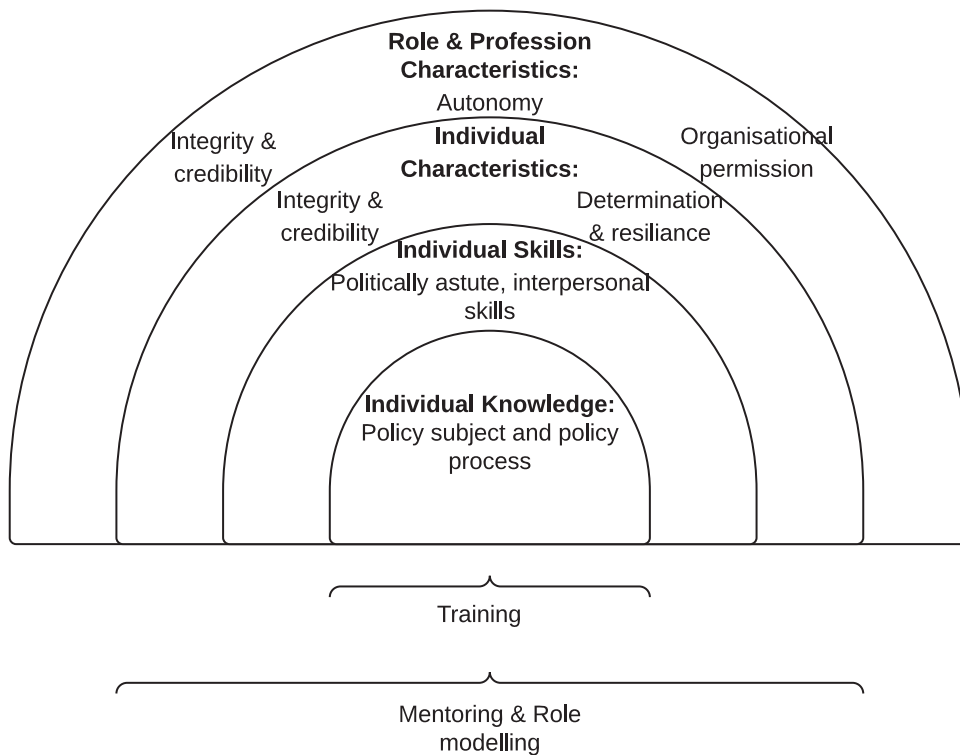 Role & Profession
Characteristics:
Autonomy
Integrity &
credibility
Organisational
permission
Individual
Characteristics:
Integrity &
credibility
Determination
& resiliance
Individual Skills:
Politically astute, interpersonal
skills
Individual Knowledge:
Policy subject and policy
process
Training
Mentoring & Role
modelling